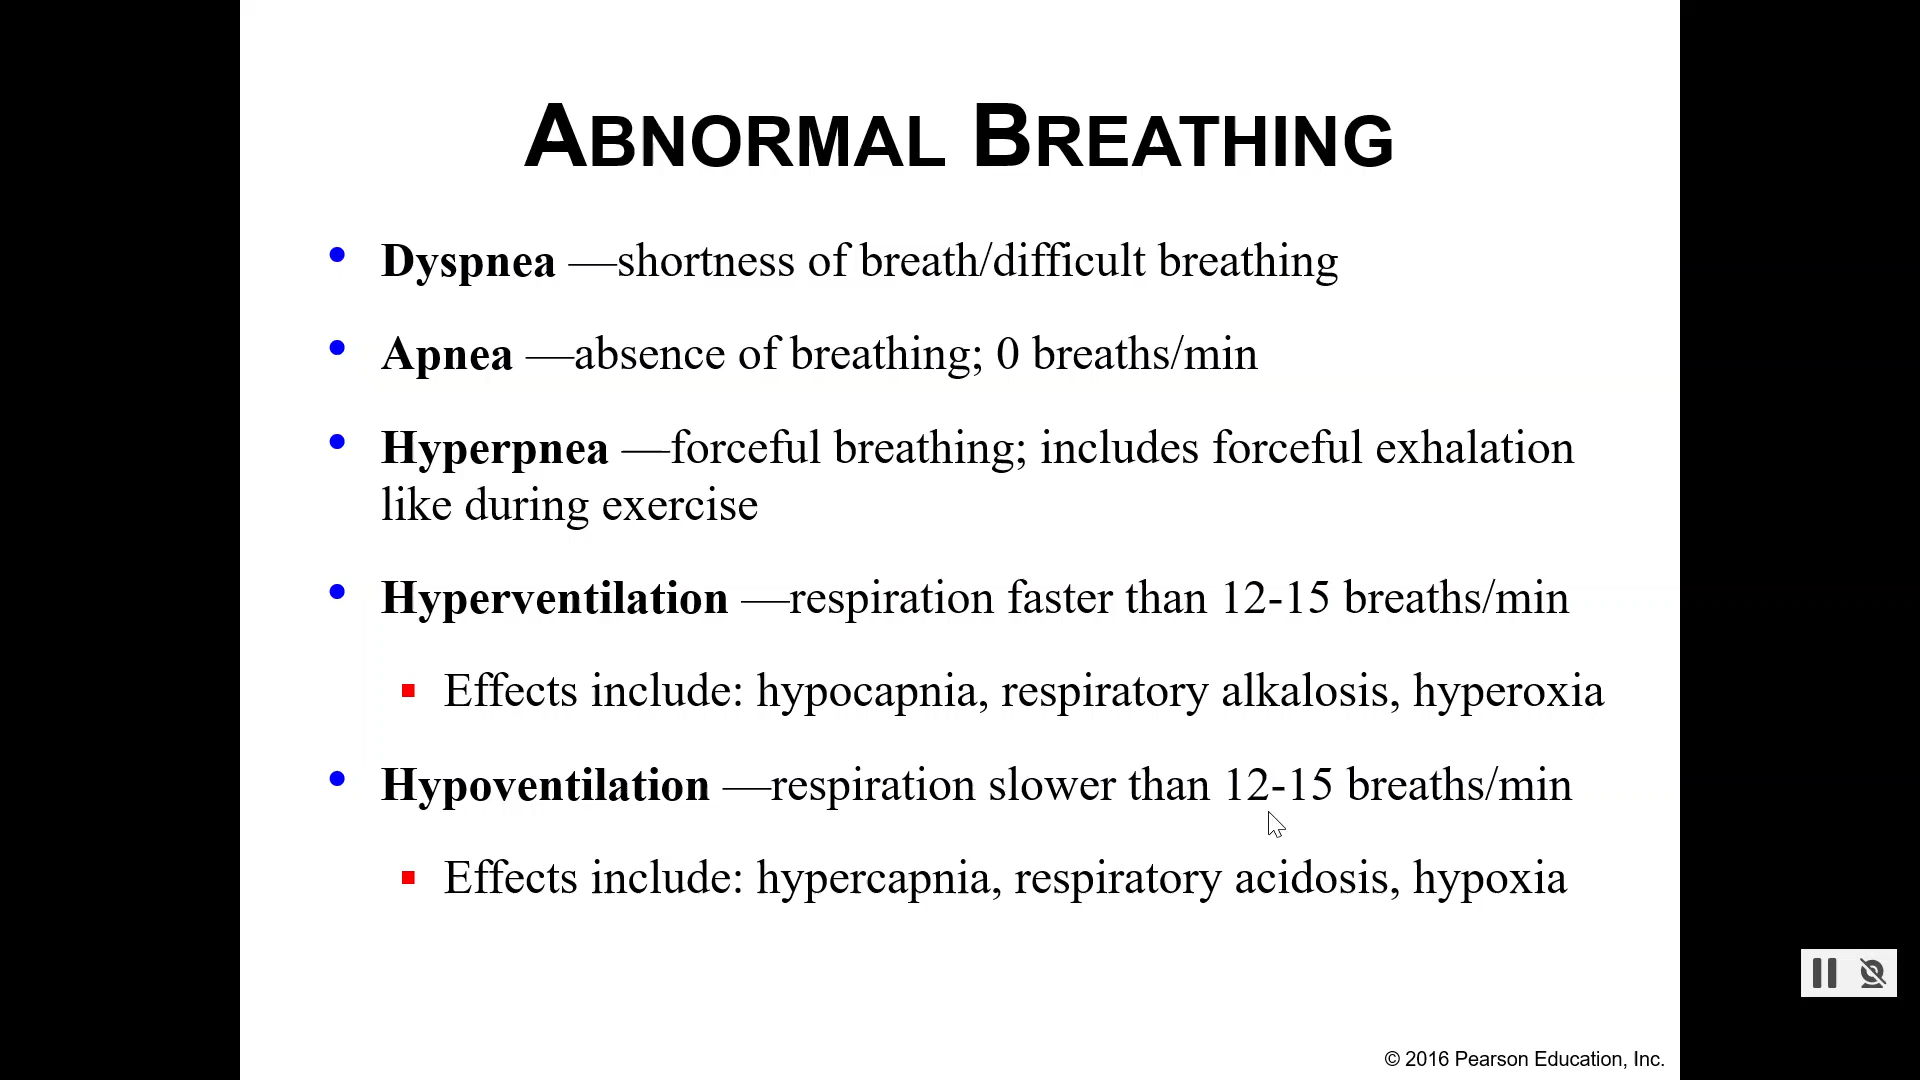 ABNORMAL BREATHING
• Dyspnea —shortness of breath/difficult breathing
• Apnea —absence of breathing; 0 breaths/min
• Hyperpnea —forceful breathing; includes forceful exhalation
like during exercise
• Hyperventilation —respiration faster than 12-15 breaths/min
▪ Effects include: hypocapnia, respiratory alkalosis, hyperoxia
• Hypoventilation —respiration slower than 12-15 breaths/min
▪ Effects include: hypercapnia, respiratory acidosis, hypoxia
© 2016 Pearson Education, Inc.